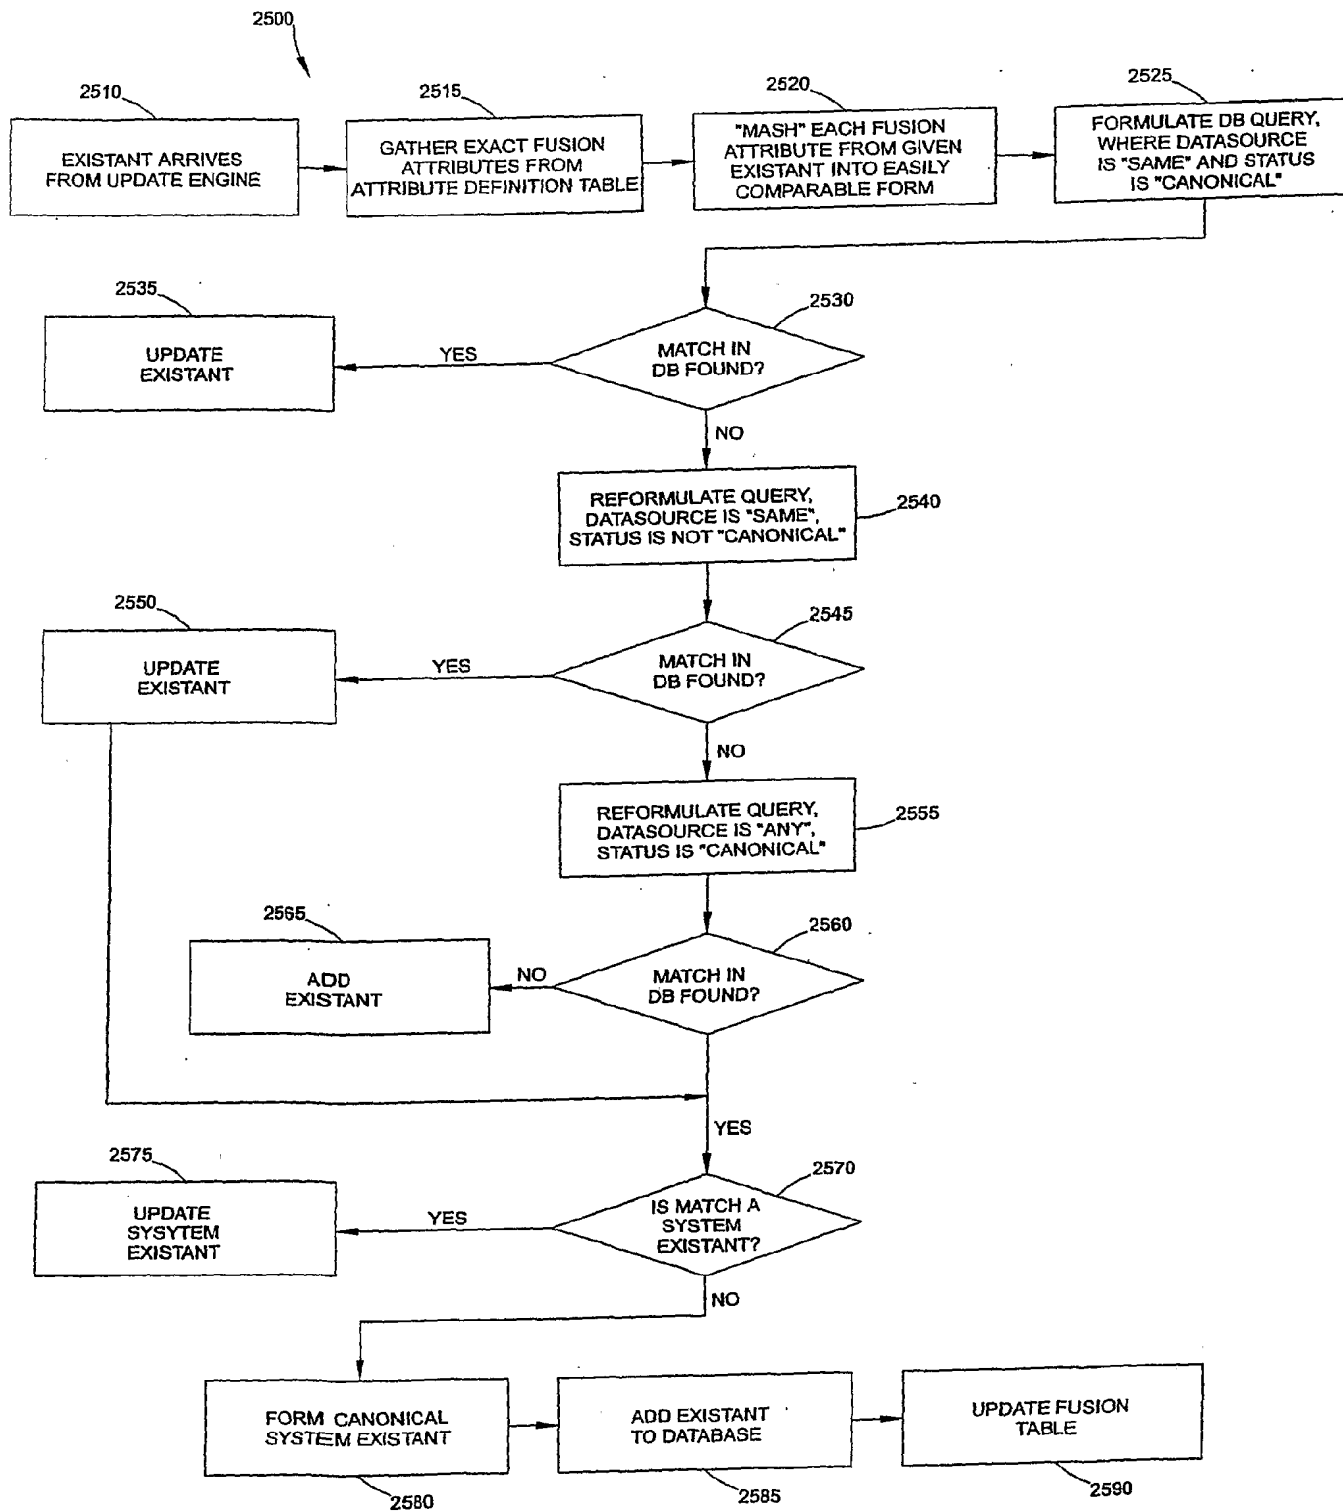 2500
2510
2515
2520
2525
EXISTANT ARRIVES
FROM UPDATE ENGINE
GATHER EXACT FUSION
ATTRIBUTES FROM
ATTRIBUTE DEFINITION TABLE
"MASH" EACH FUSION
ATTRIBUTE FROM GIVEN
EXISTANT INTO EASILY
COMPARABLE FORM
FORMULATE DB QUERY,
WHERE DATASOURCE
IS "SAME" AND STATUS
IS "CANONICAL"
2535
2530
UPDATE
EXISTANT
YES
MATCH IN
DB FOUND?
NO
REFORMULATE QUERY,
DATASOURCE IS "SAME",
STATUS IS NOT "CANONICAL"
2540
2550
2545
UPDATE
EXISTANT
YES
MATCH IN
DB FOUND?
NO
REFORMULATE QUERY,
DATASOURCE IS "ANY",
STATUS IS "CANONICAL"
2555
2565
2560
ADD
EXISTANT
NO
MATCH IN
DB FOUND?
YES
2575
2570
UPDATE
SYSYTEM
EXISTANT
YES
IS MATCH A
SYSTEM
EXISTANT?
NO
FORM CANONICAL
SYSTEM EXISTANT
ADD EXISTANT
TO DATABASE
UPDATE FUSION
TABLE
2580
2585
2590